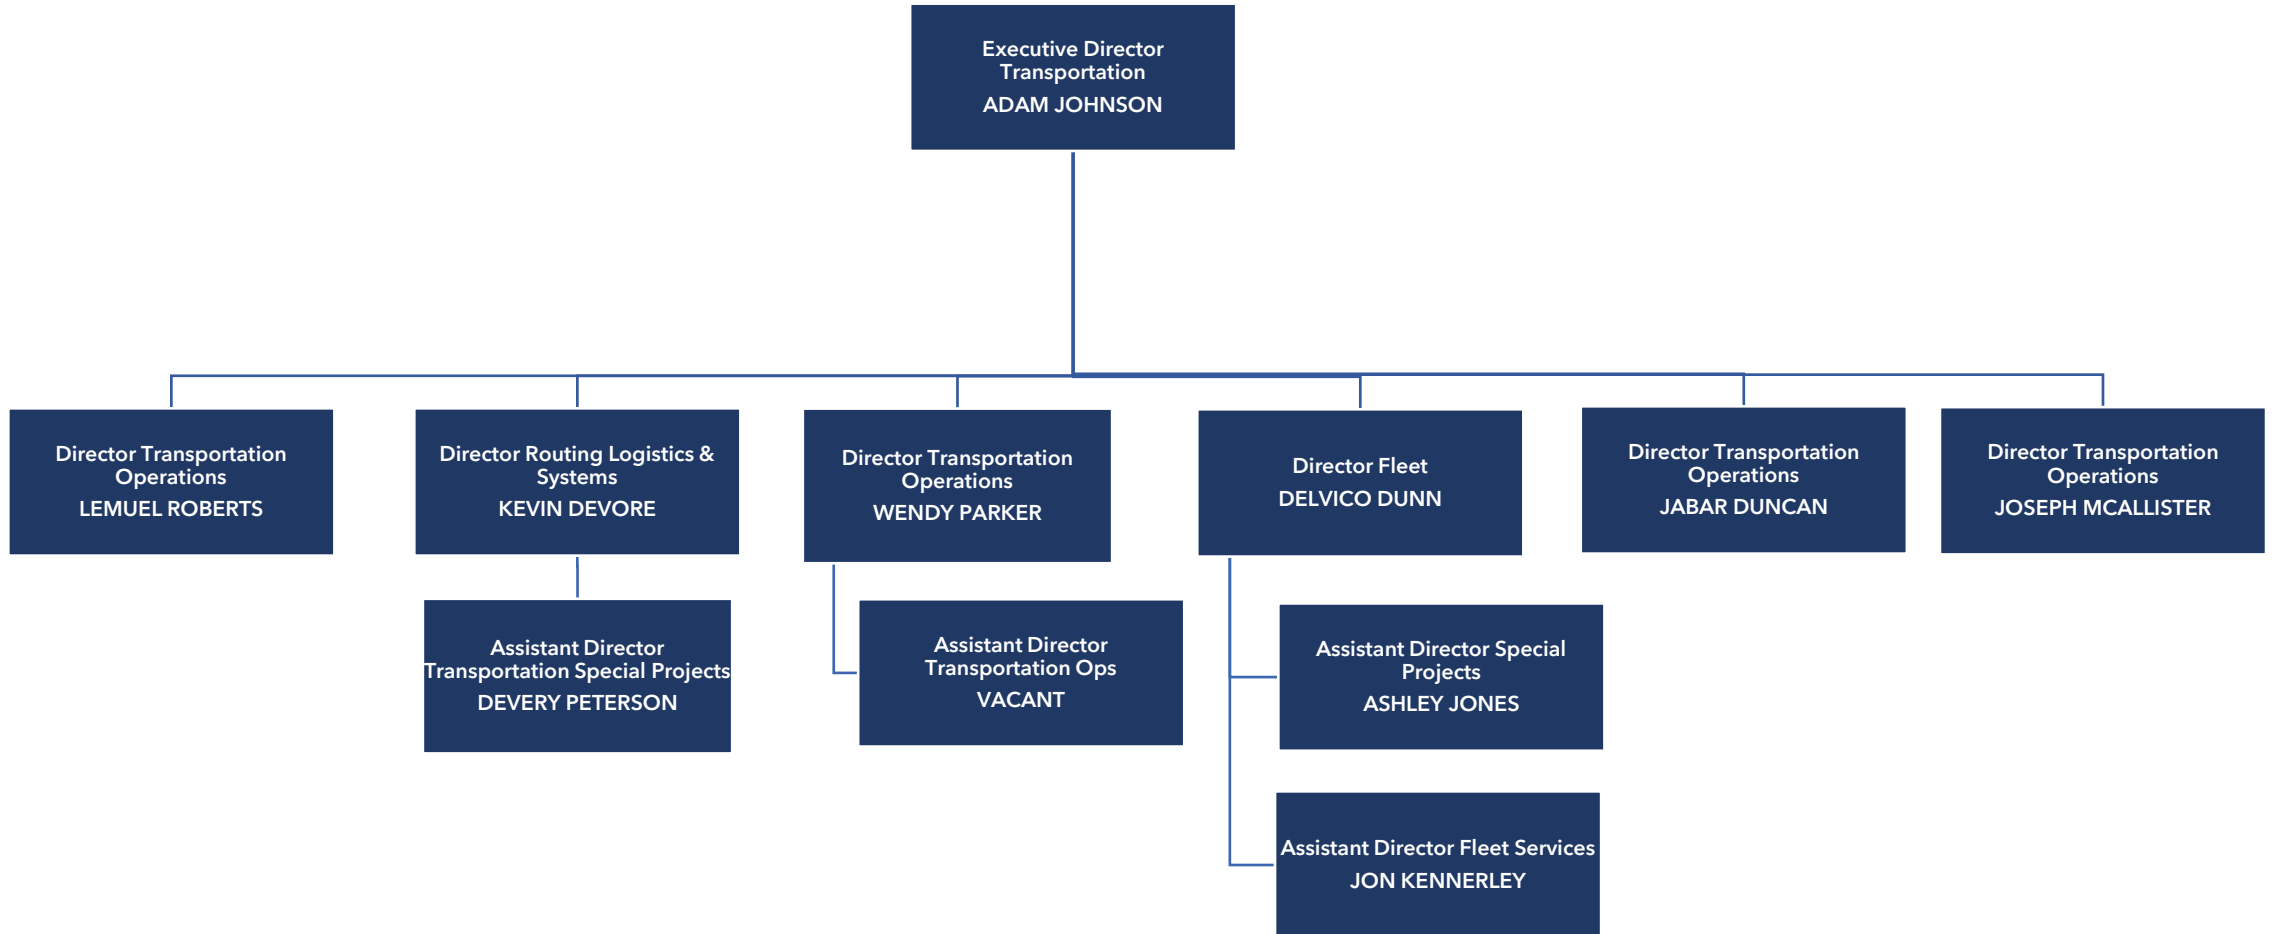 Executive Director
Transportation
ADAM JOHNSON
Director Transportation
Operations
LEMUEL ROBERTS
Director Routing Logistics &
Systems
KEVIN DEVORE
Director Transportation
Operations
WENDY PARKER
Director Fleet
DELVICO DUNN
Director Transportation
Operations
JABAR DUNCAN
Director Transportation
Operations
JOSEPH MCALLISTER
Assistant Director
Transportation Special Projects
DEVERY PETERSON
Assistant Director
Transportation Ops
VACANT
Assistant Director Special
Projects
ASHLEY JONES
Assistant Director Fleet Services
JON KENNERLEY